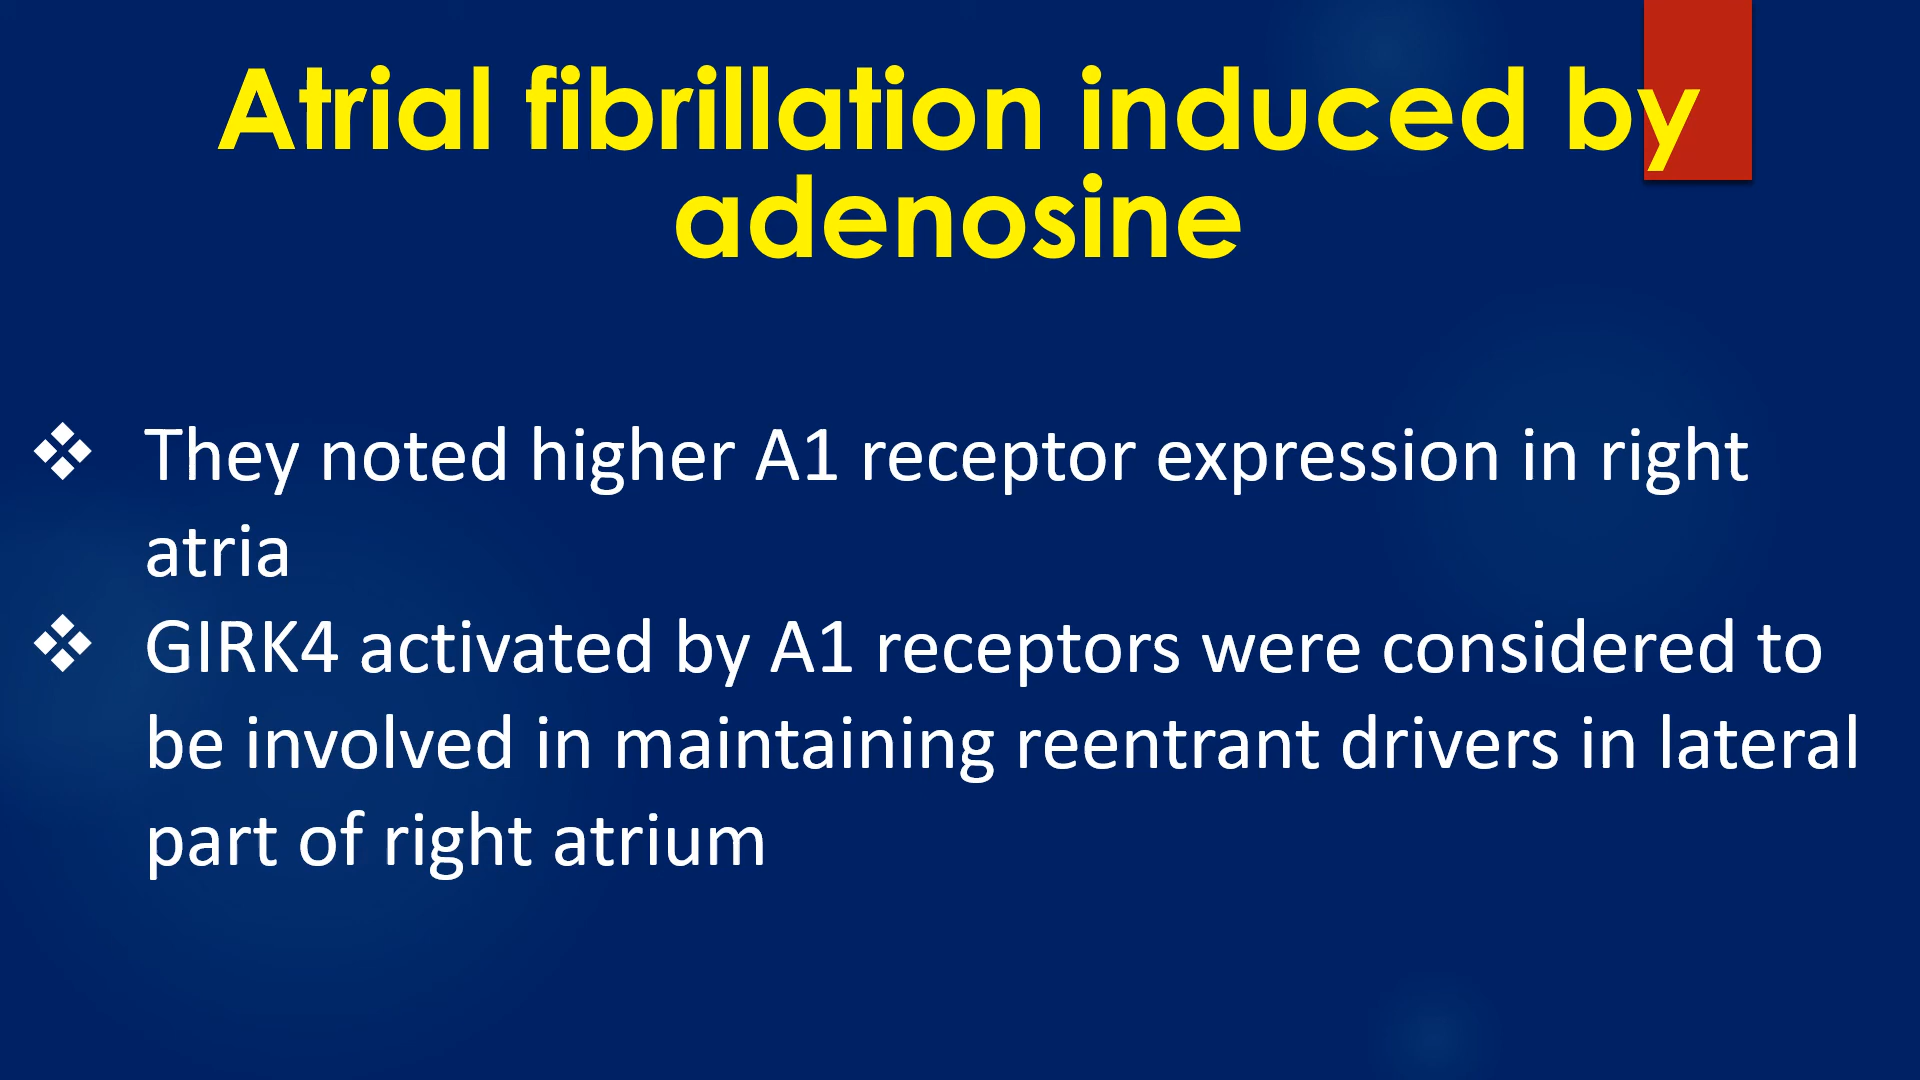 Atrial fibrillation induced by
adenosine
❖ They noted higher A1 receptor expression in right
atria
❖ GIRK4 activated by A1 receptors were considered to
be involved in maintaining reentrant drivers in lateral
part of right atrium